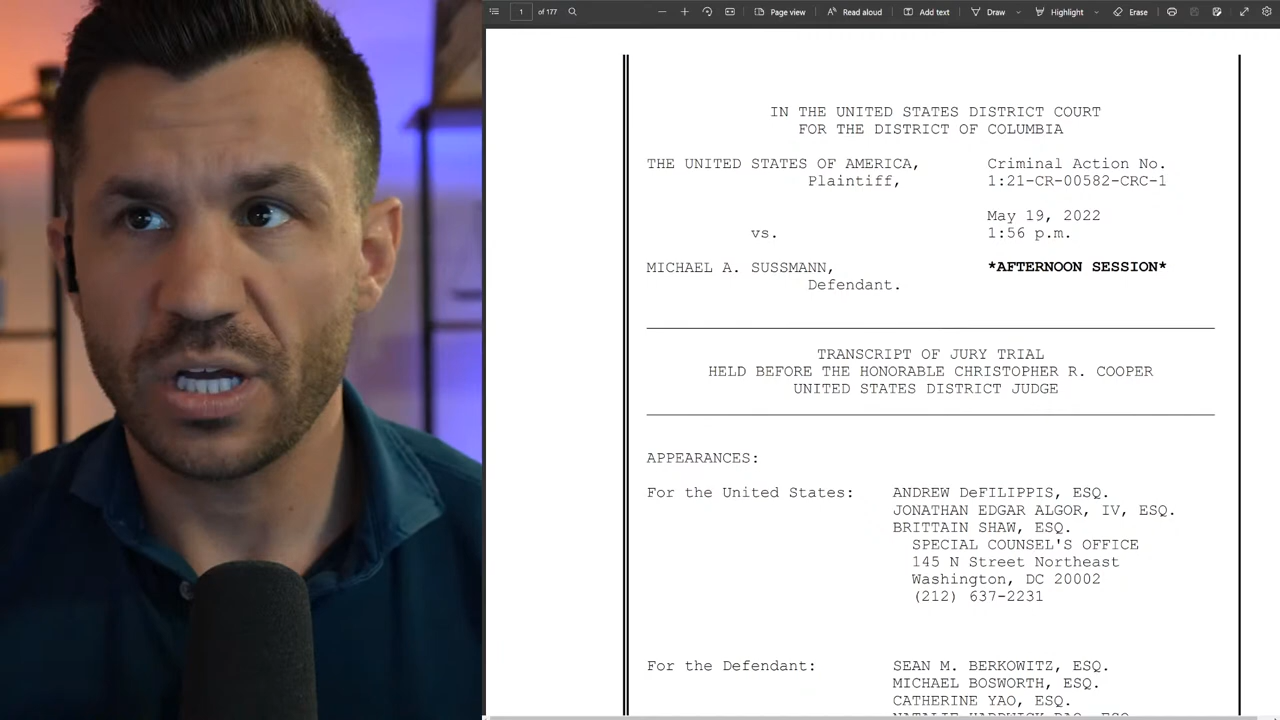 1 of 177
Page view
Read aloud
Add text
Draw
Highlight
Erase
IN THE UNITED STATES DISTRICT COURT
FOR THE DISTRICT OF COLUMBIA
THE UNITED STATES OF AMERICA, Criminal Action No.
Plaintiff, 1:21-CR-00582-CRC-1
May 19, 2022
vs. 1:56 p.m.
MICHAEL A. SUSSMANN, *AFTERNOON SESSION*
Defendant.
TRANSCRIPT OF JURY TRIAL
HELD BEFORE THE HONORABLE CHRISTOPHER R. COOPER
UNITED STATES DISTRICT JUDGE
APPEARANCES:
For the United States: ANDREW DeFILIPPIS, ESQ.
JONATHAN EDGAR ALGOR, IV, ESQ.
BRITTAIN SHAW, ESQ.
SPECIAL COUNSEL'S OFFICE
145 N Street Northeast
Washington, DC 20002
(212) 637-2231
For the Defendant: SEAN M. BERKOWITZ, ESQ.
MICHAEL BOSWORTH, ESQ.
CATHERINE YAO, ESQ.